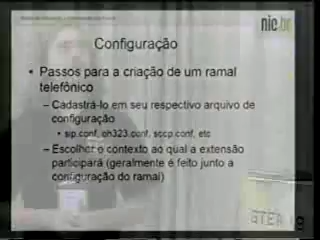 nic.br
Configuração
• Passos para a criação de um ramal
telefônico
– Cadastrá-lo em seu respectivo arquivo de
configuração
• sip.conf, oh323.conf, sccp.conf, etc
– Escolher o contexto ao qual a extensão
participará (geralmente é feito junto a
configuração do ramal)